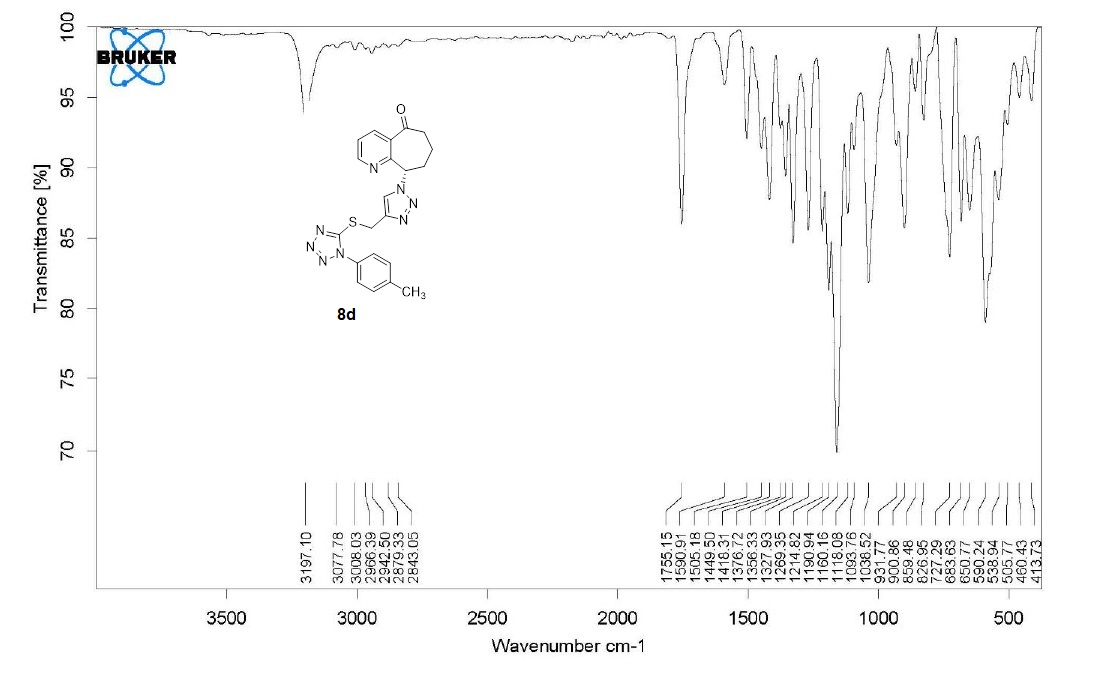 Transmittance [%]
100
95
90
85
80
75
70
BRUKER
O
N
N
N
N
S
N
N
N
N
CH3
8d
3197.10
3077.78
3008.03
2966.39
2942.50
2879.33
2843.05
1755.15
1590.91
1505.18
1449.50
1418.31
1376.72
1356.33
1327.93
1269.35
1214.82
1190.94
1160.16
1118.08
1093.76
1038.52
931.77
900.86
859.48
826.95
727.29
683.63
650.77
590.24
538.94
505.77
460.43
413.73
3500 3000 2500 2000 1500 1000 500
Wavenumber cm-1